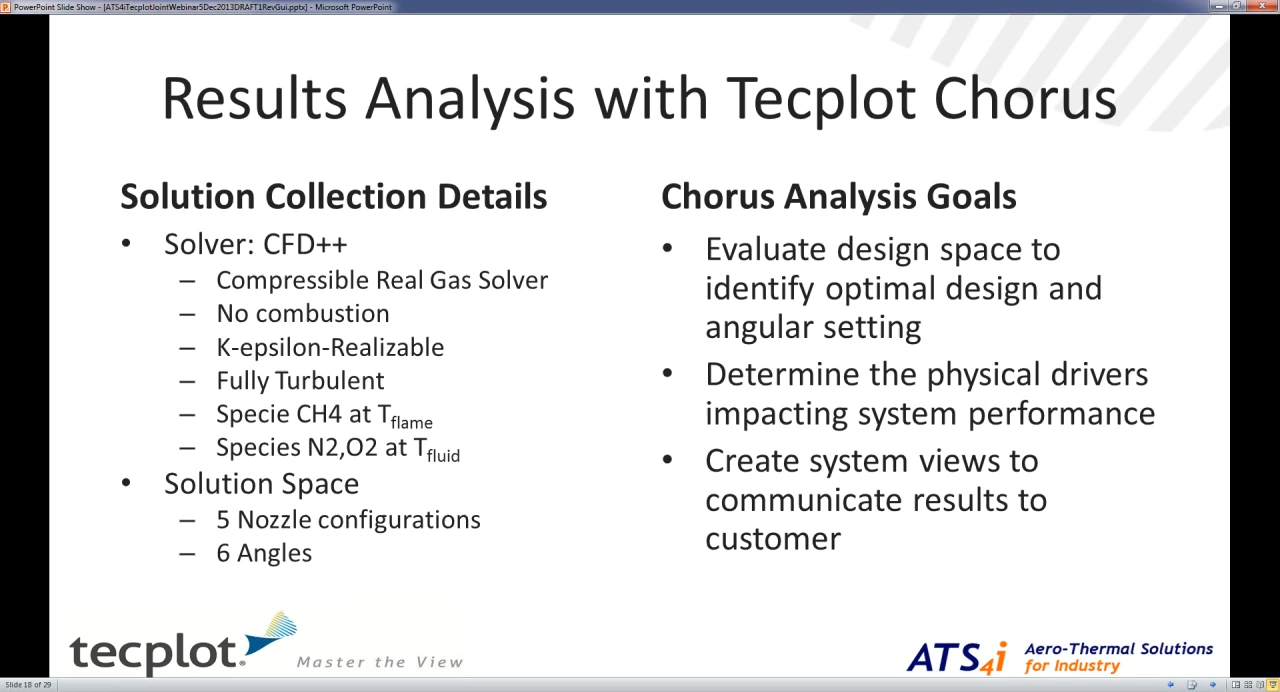 PowerPoint Slide Show - [ATS4iTecplotJointWebinar5Dec2013DRAFT1RevGui.pptx] - Microsoft PowerPoint
Results Analysis with Tecplot Chorus
Solution Collection Details
• Solver: CFD++
– Compressible Real Gas Solver
– No combustion
– K-epsilon-Realizable
– Fully Turbulent
– Specie CH4 at Tflame
– Species N2,O2 at Tfluid
• Solution Space
– 5 Nozzle configurations
– 6 Angles
Chorus Analysis Goals
• Evaluate design space to
identify optimal design and
angular setting
• Determine the physical drivers
impacting system performance
• Create system views to
communicate results to
customer
tecplot® Master the View
ATS4i Aero-Thermal Solutions
for Industry
Slide 18 of 29